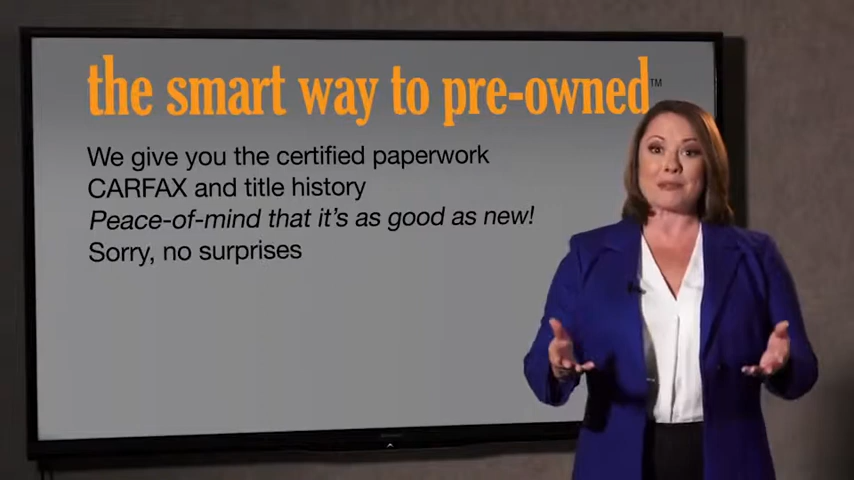 the smart way to pre-owned™
We give you the certified paperwork
CARFAX and title history
Peace-of-mind that it's as good as new!
Sorry, no surprises